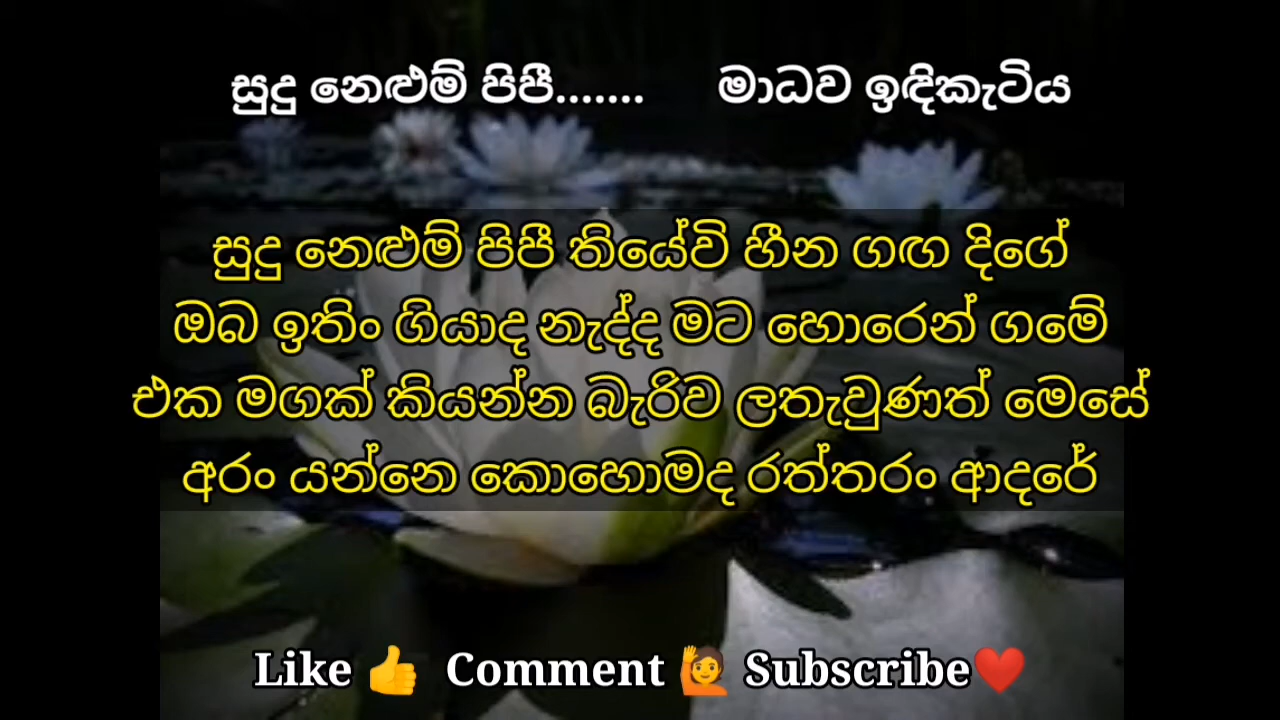 සුදු නෙළුම් පිපී....... මාධව ඉඳිකැටිය
සුදු නෙළුම් පිපී තියේවි හීන ගඟ දිගේ
ඔබ ඉතිං ගියාද නැද්ද මට හොරෙන් ගමේ
එක මගක් කියන්න බැරිව ලතැවුණත් මෙසේ
අරං යන්නෙ කොහොමද රත්තරං ආදරේ
Like 👍 Comment 🙋 Subscribe❤️